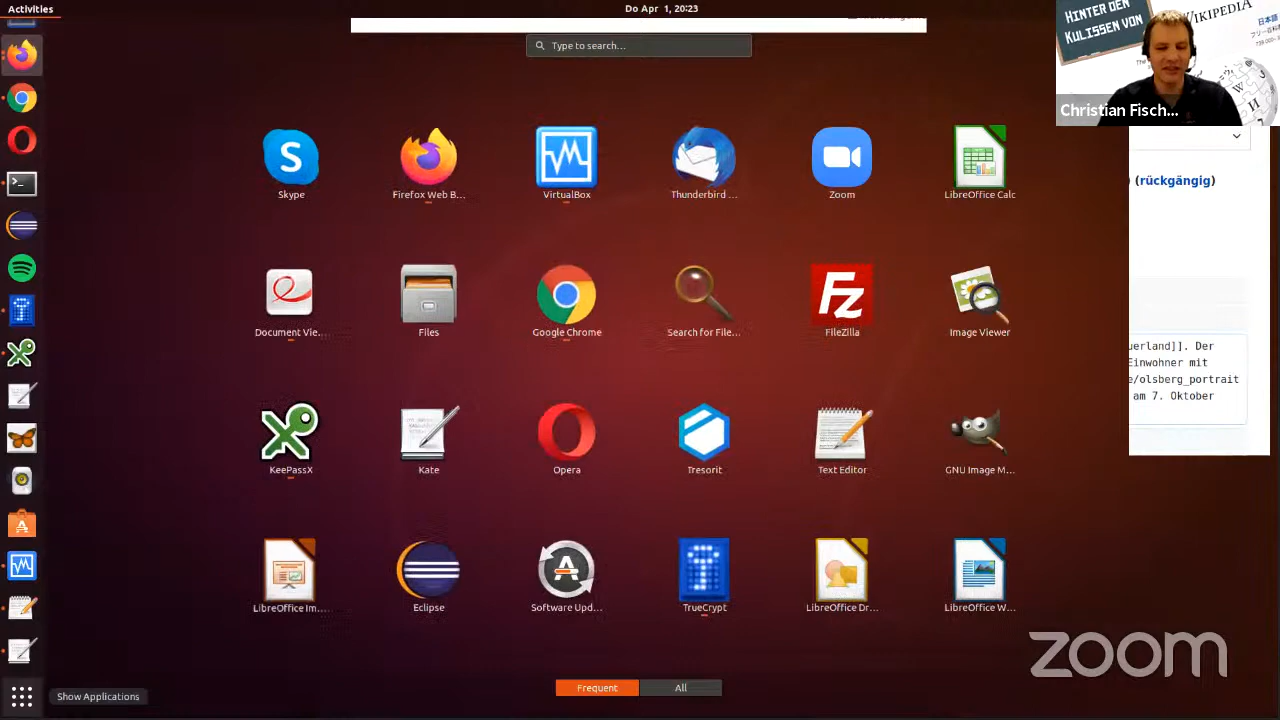 Activities
Do Apr 1, 20:23
Type to search...
HINTER DEN
KULISSEN VON
WIKIPEDIA
日本語
Christian Fisch...
) (rückgängig)
Skype
Firefox Web B...
VirtualBox
Thunderbird ...
Zoom
LibreOffice Calc
Document Vie...
Files
Google Chrome
Search for File...
FileZilla
Image Viewer
uerland]]. Der
Einwohner mit
e/olsberg_portrait
am 7. Oktober
KeePassX
Kate
Opera
Tresorit
Text Editor
GNU Image M...
LibreOffice Im...
Eclipse
Software Upd...
TrueCrypt
LibreOffice Dr...
LibreOffice W...
zoom
Frequent
All
Show Applications